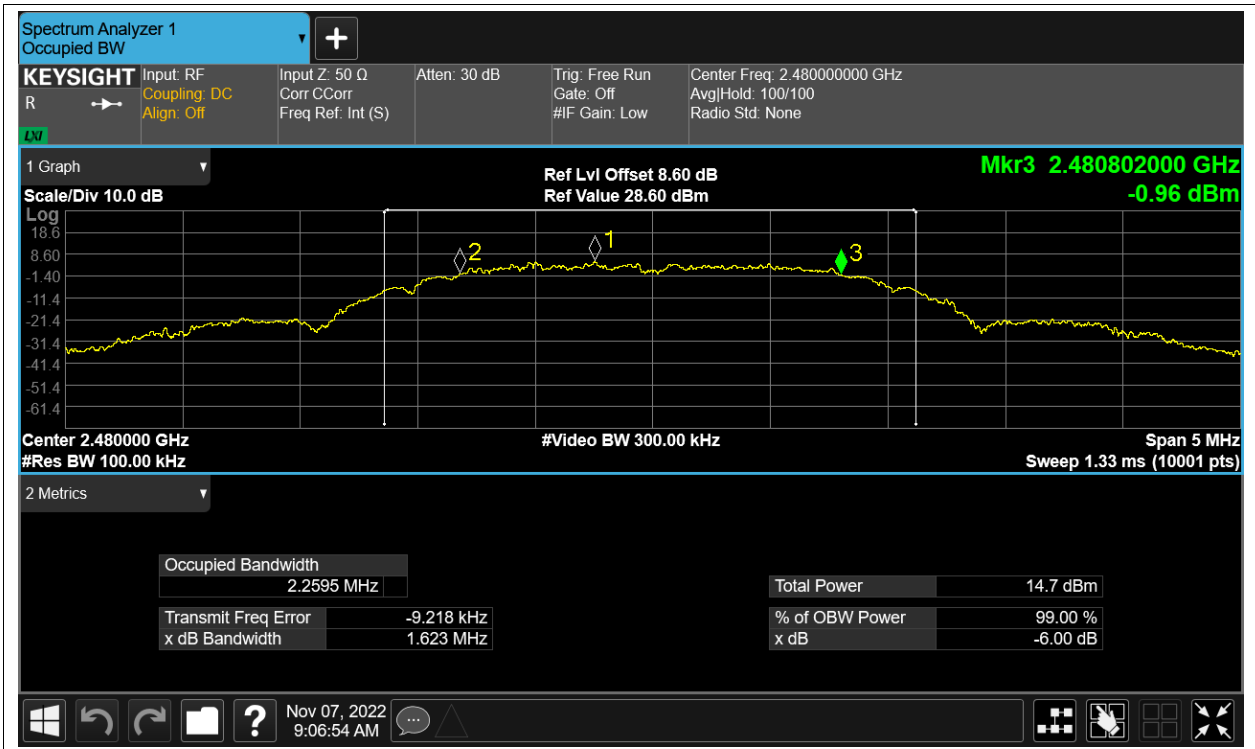 Spectrum Analyzer 1
Occupied BW
KEYSIGHT
R
LXI
Input: RF
Coupling: DC
Align: Off
Input Z: 50 Ω
Corr CCorr
Freq Ref: Int (S)
Atten: 30 dB
Trig: Free Run
Gate: Off
#IF Gain: Low
Center Freq: 2.480000000 GHz
Avg|Hold: 100/100
Radio Std: None
1 Graph
Scale/Div 10.0 dB
Ref Lvl Offset 8.60 dB
Ref Value 28.60 dBm
Mkr3 2.480802000 GHz
-0.96 dBm
Log
18.6
8.60
-1.40
-11.4
-21.4
-31.4
-41.4
-51.4
-61.4
2
1
3
Center 2.480000 GHz
#Res BW 100.00 kHz
#Video BW 300.00 kHz
Span 5 MHz
Sweep 1.33 ms (10001 pts)
2 Metrics
Occupied Bandwidth
2.2595 MHz
Transmit Freq Error -9.218 kHz
x dB Bandwidth 1.623 MHz
Total Power 14.7 dBm
% of OBW Power 99.00 %
x dB -6.00 dB
?
Nov 07, 2022
9:06:54 AM